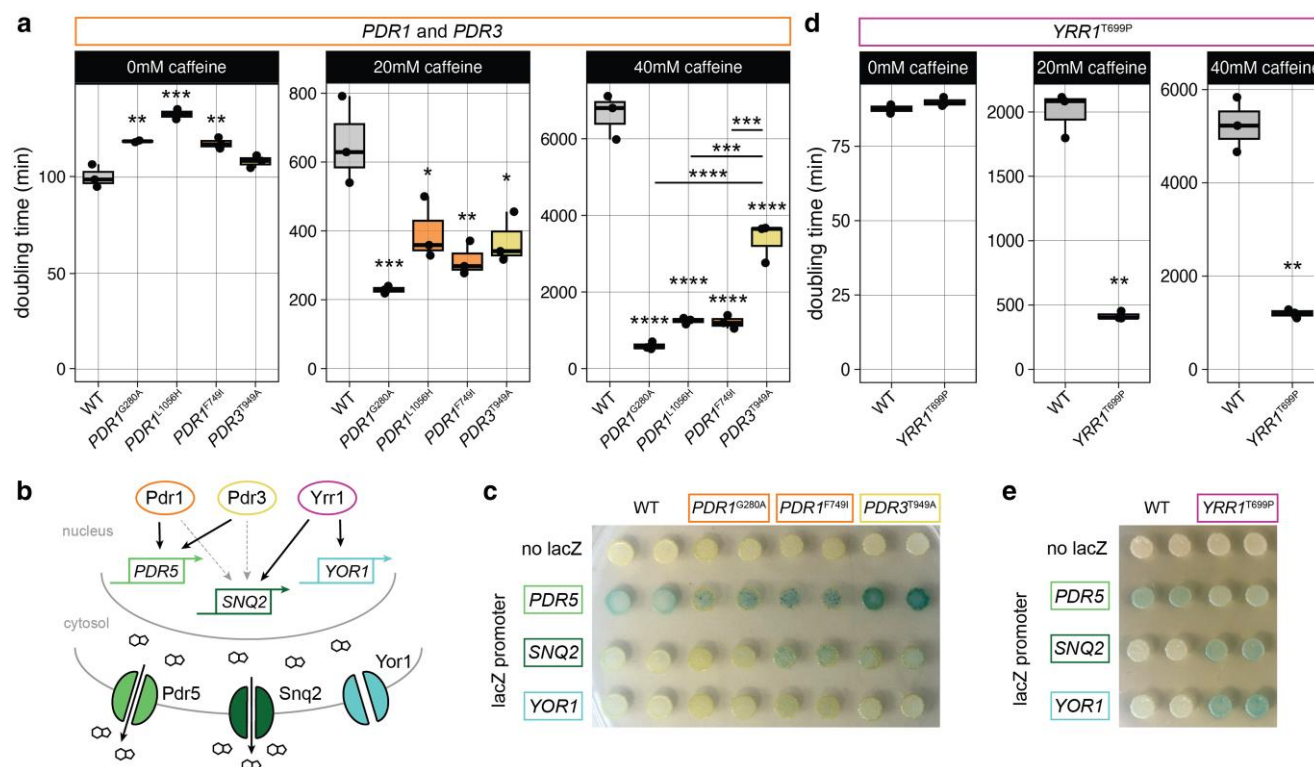 a
PDR1 and PDR3
0mM caffeine
20mM caffeine
40mM caffeine
doubling time (min)
100
50
0
***
**
**
WT
PDR1G280A
PDR1L1056H
PDR1F749I
PDR3T949A
800
600
400
200
0
*
*
**
***
WT
PDR1G280A
PDR1L1056H
PDR1F749I
PDR3T949A
6000
4000
2000
0
***
***
****
****
****
****
****
WT
PDR1G280A
PDR1L1056H
PDR1F749I
PDR3T949A
d
YRR1T699P
0mM caffeine
20mM caffeine
40mM caffeine
doubling time (min)
75
50
25
0
WT
YRR1T699P
2000
1500
1000
500
0
**
WT
YRR1T699P
6000
4000
2000
0
**
WT
YRR1T699P
b
Pdr1
Pdr3
Yrr1
nucleus
PDR5
YOR1
SNQ2
cytosol
Pdr5
Snq2
Yor1
c
WT
PDR1G280A
PDR1F749I
PDR3T949A
no lacZ
PDR5
SNQ2
YOR1
lacZ promoter
e
WT
YRR1T699P
no lacZ
PDR5
SNQ2
YOR1
lacZ promoter